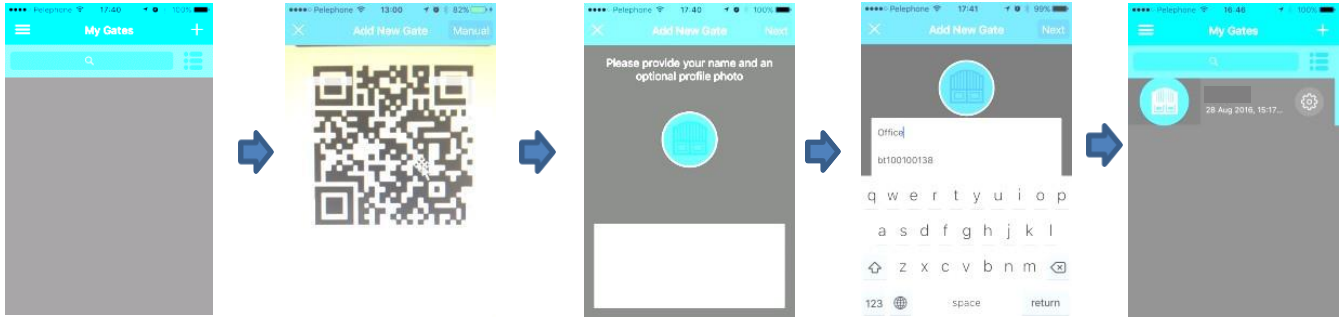 Pelephone 17:40 100%
My Gates +
Pelephone 13:00 82%
Add New Gate Manual
Pelephone 17:40 100%
Add New Gate Next
Please provide your name and an
optional profile photo
Pelephone 17:41 99%
Add New Gate Next
Office
bt100100138
q w e r t y u i o p
a s d f g h j k l
z x c v b n m
123 space return
Pelephone 16:46 100%
My Gates +
28 Aug 2016, 15:17...